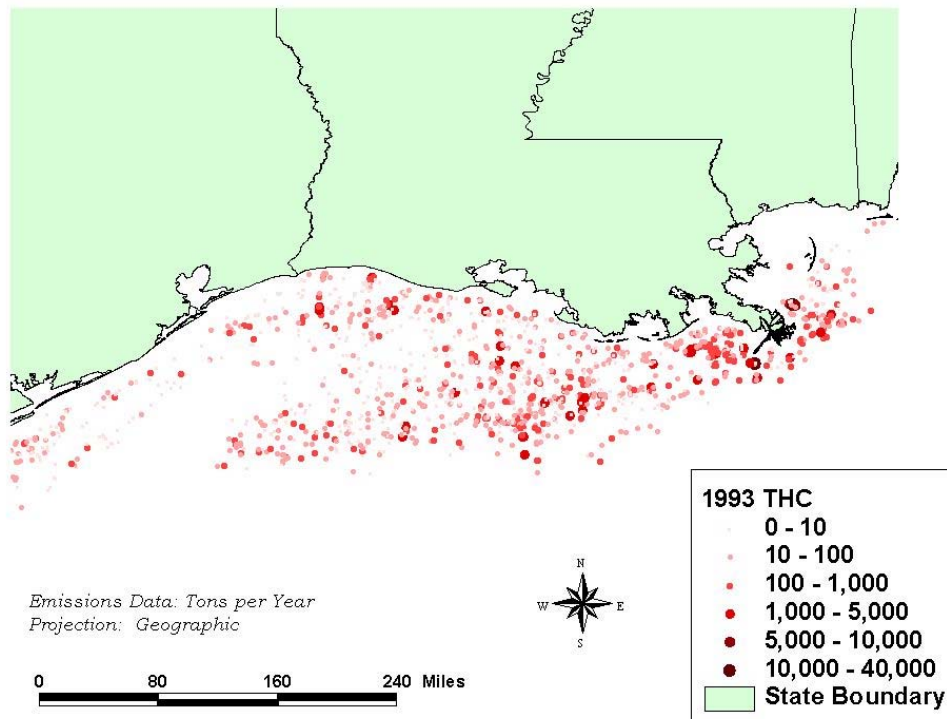 1993 THC
0 - 10
10 - 100
100 - 1,000
1,000 - 5,000
5,000 - 10,000
10,000 - 40,000
State Boundary
Emissions Data: Tons per Year
Projection: Geographic
N
W E
S
0 80 160 240 Miles